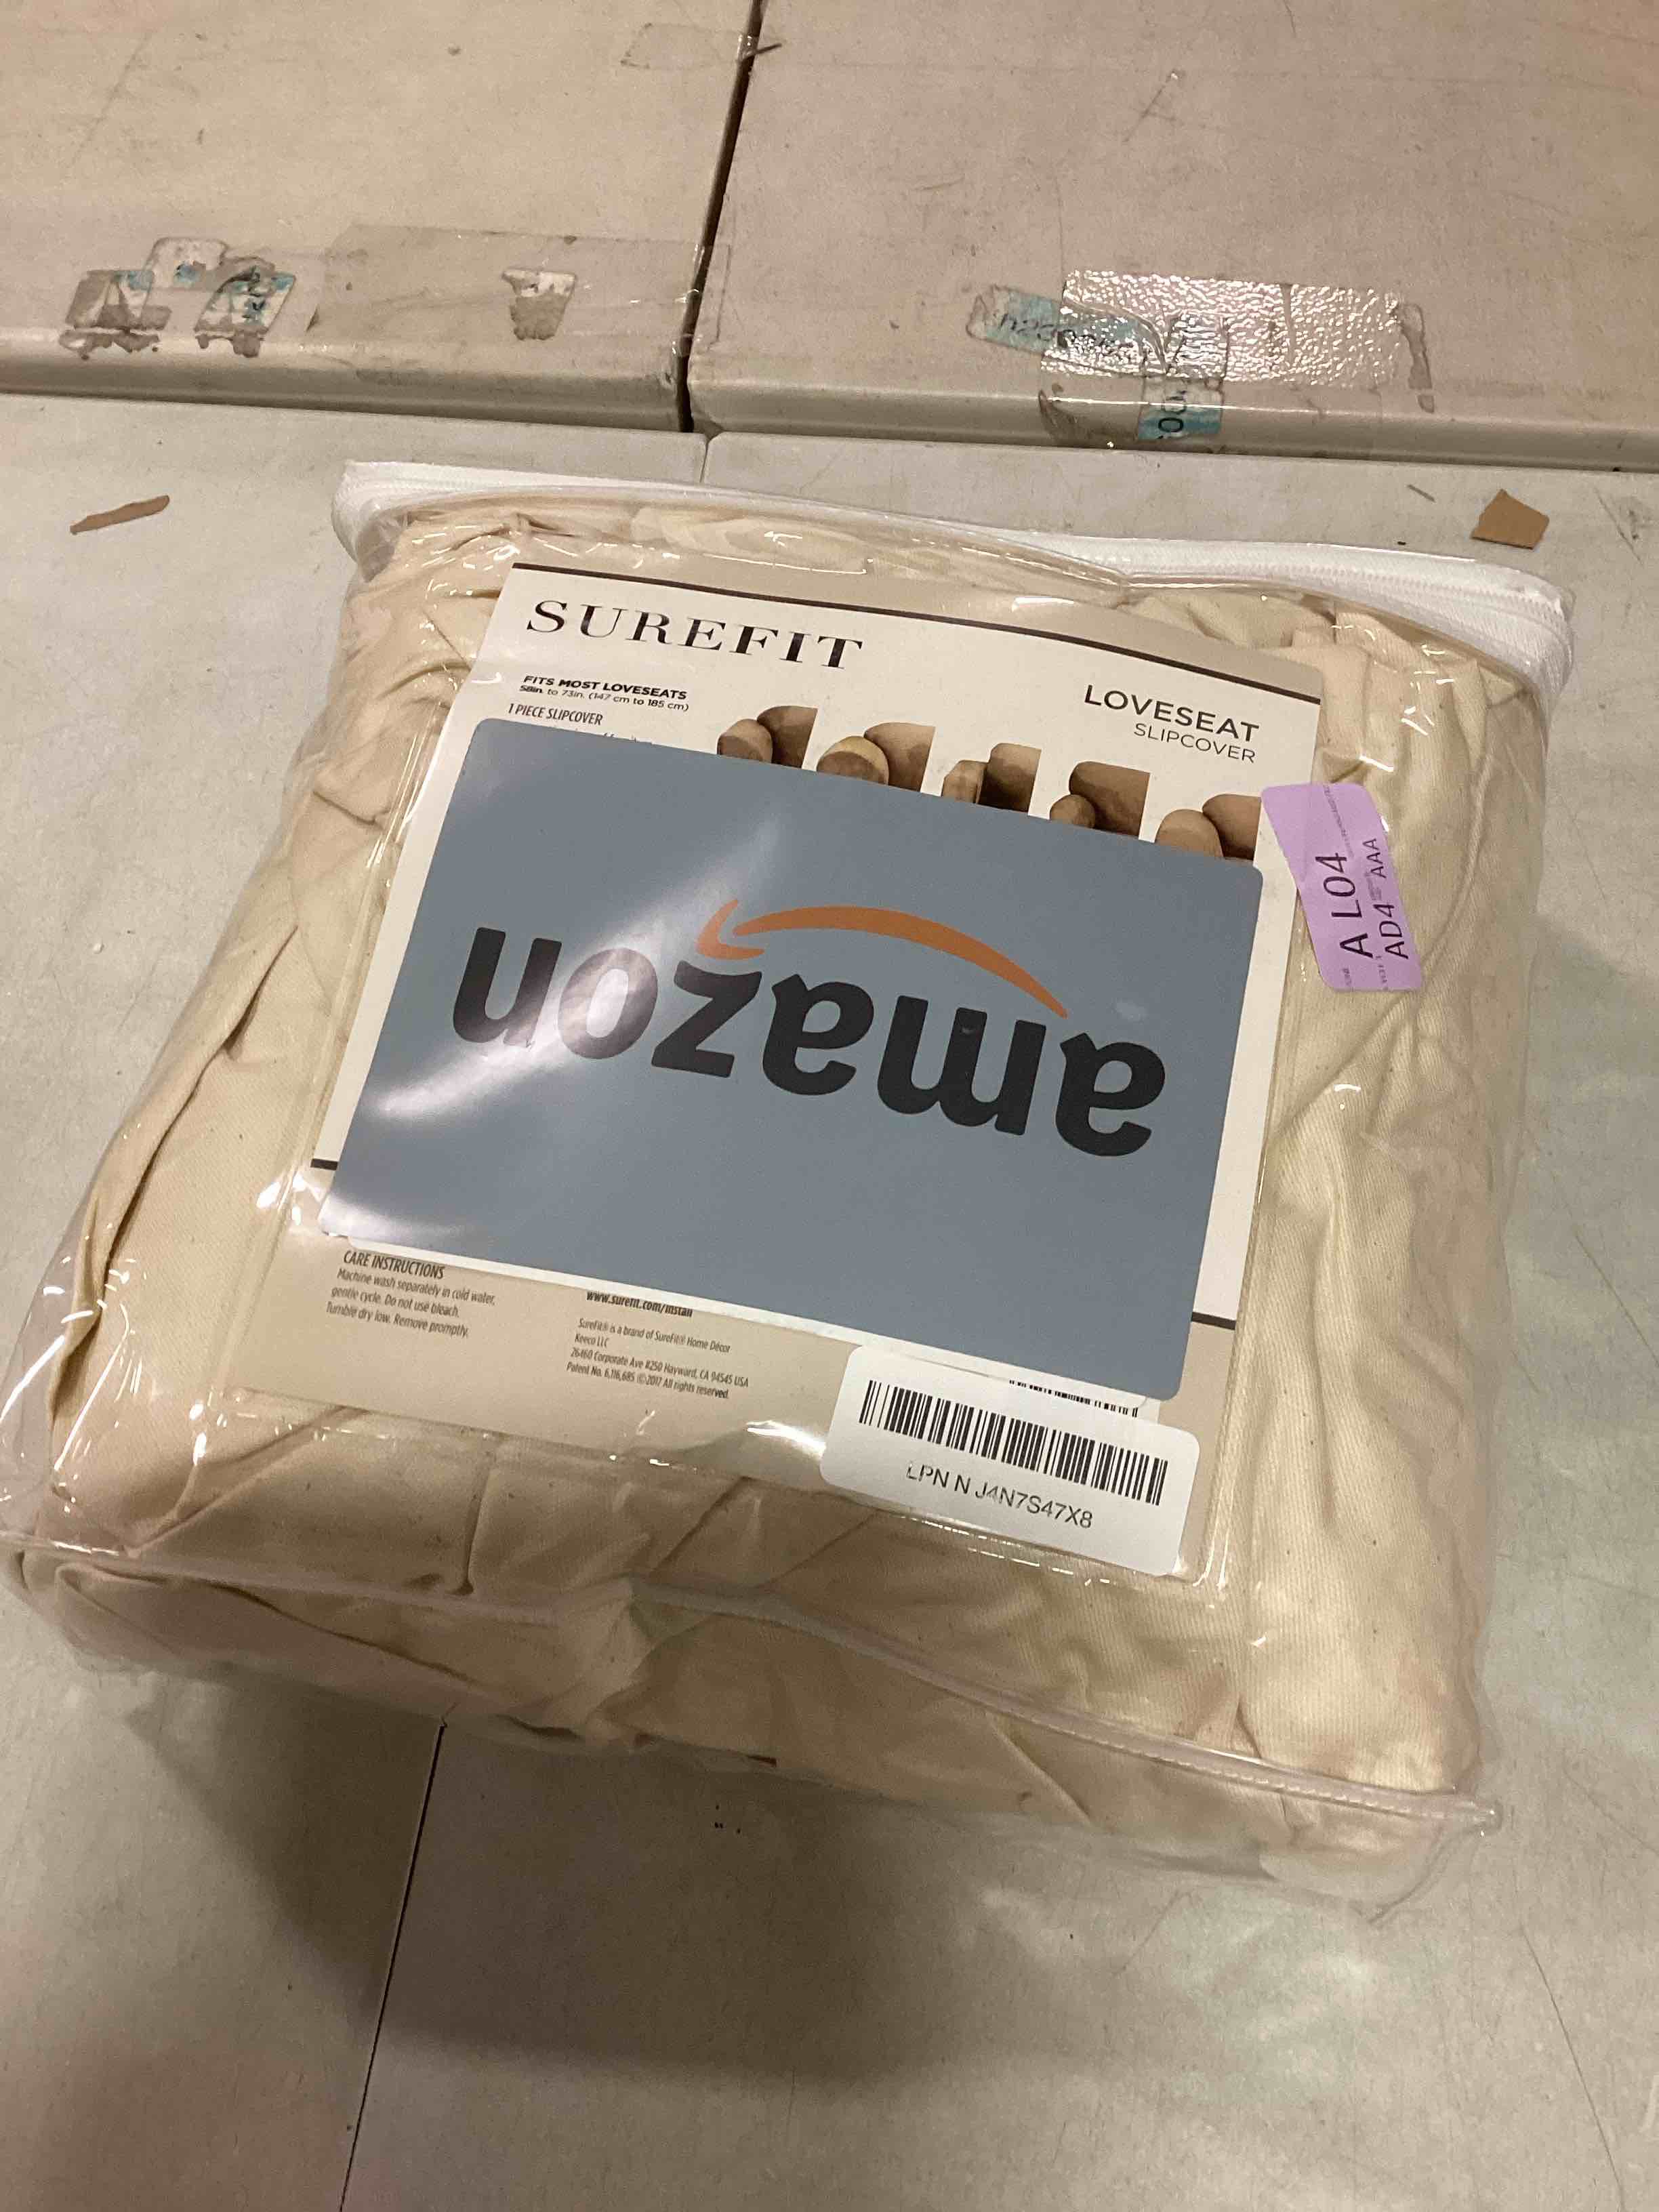 SUREFIT
FITS MOST LOVESEATS
58in. to 73in. (147 cm to 185 cm)
1 PIECE SLIPCOVER
LOVESEAT
SLIPCOVER
A L04
AD4 AAA
amazon
CARE INSTRUCTIONS
Machine wash separately in cold water,
gentle cycle. Do not use bleach.
Tumble dry low. Remove promptly.
www.surefit.com/install
SureFit® is a brand of SureFit® Home Décor
Keeco LLC
26460 Corporate Ave #250 Hayward, CA 94545 USA
Patent No. 6,116,685 ©2017 All rights reserved.
LPN N J4N7S47X8